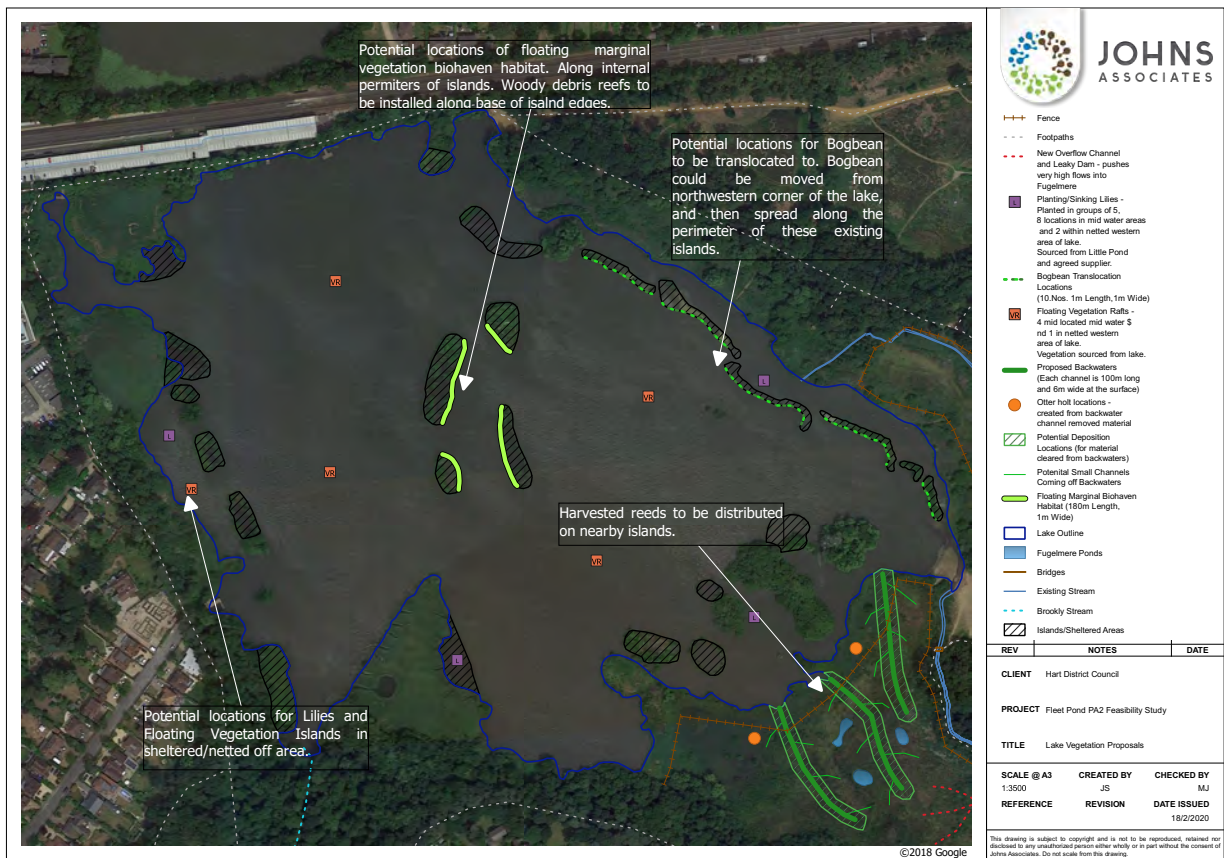 Potential locations of floating marginal
vegetation biohaven habitat. Along internal
permiters of islands. Woody debris reefs to
be installed along base of isalnd edges.
Potential locations for Bogbean
to be translocated to. Bogbean
could be moved from
northwestern corner of the lake,
and then spread along the
perimeter of these existing
islands.
VR
VR
L
L
VR
VR
Harvested reeds to be distributed
on nearby islands.
VR
L
L
Potential locations for Lilies and
Floating Vegetation Islands in
sheltered/netted off area.
©2018 Google
JOHNS
ASSOCIATES
Fence
Footpaths
New Overflow Channel
and Leaky Dam - pushes
very high flows into
Fugelmere
L
Planting/Sinking Lilies -
Planted in groups of 5,
8 locations in mid water areas
and 2 within netted western
area of lake.
Sourced from Little Pond
and agreed supplier.
Bogbean Translocation
Locations
(10.Nos. 1m Length,1m Wide)
VR
Floating Vegetation Rafts -
4 mid located mid water $
nd 1 in netted western
area of lake.
Vegetation sourced from lake.
Proposed Backwaters
(Each channel is 100m long
and 6m wide at the surface)
Otter holt locations -
created from backwater
channel removed material
Potential Deposition
Locations (for material
cleared from backwaters)
Potenital Small Channels
Coming off Backwaters
Floating Marginal Biohaven
Habitat (180m Length,
1m Wide)
Lake Outline
Fugelmere Ponds
Bridges
Existing Stream
Brookly Stream
Islands/Sheltered Areas
REV NOTES DATE
CLIENT Hart District Council
PROJECT Fleet Pond PA2 Feasibility Study
TITLE Lake Vegetation Proposals
SCALE @ A3 CREATED BY CHECKED BY
1:3500 JS MJ
REFERENCE REVISION DATE ISSUED
18/2/2020
This drawing is subject to copyright and is not to be reproduced, retained nor
disclosed to any unauthorized person either wholly or in part without the consent of
Johns Associates. Do not scale from this drawing.